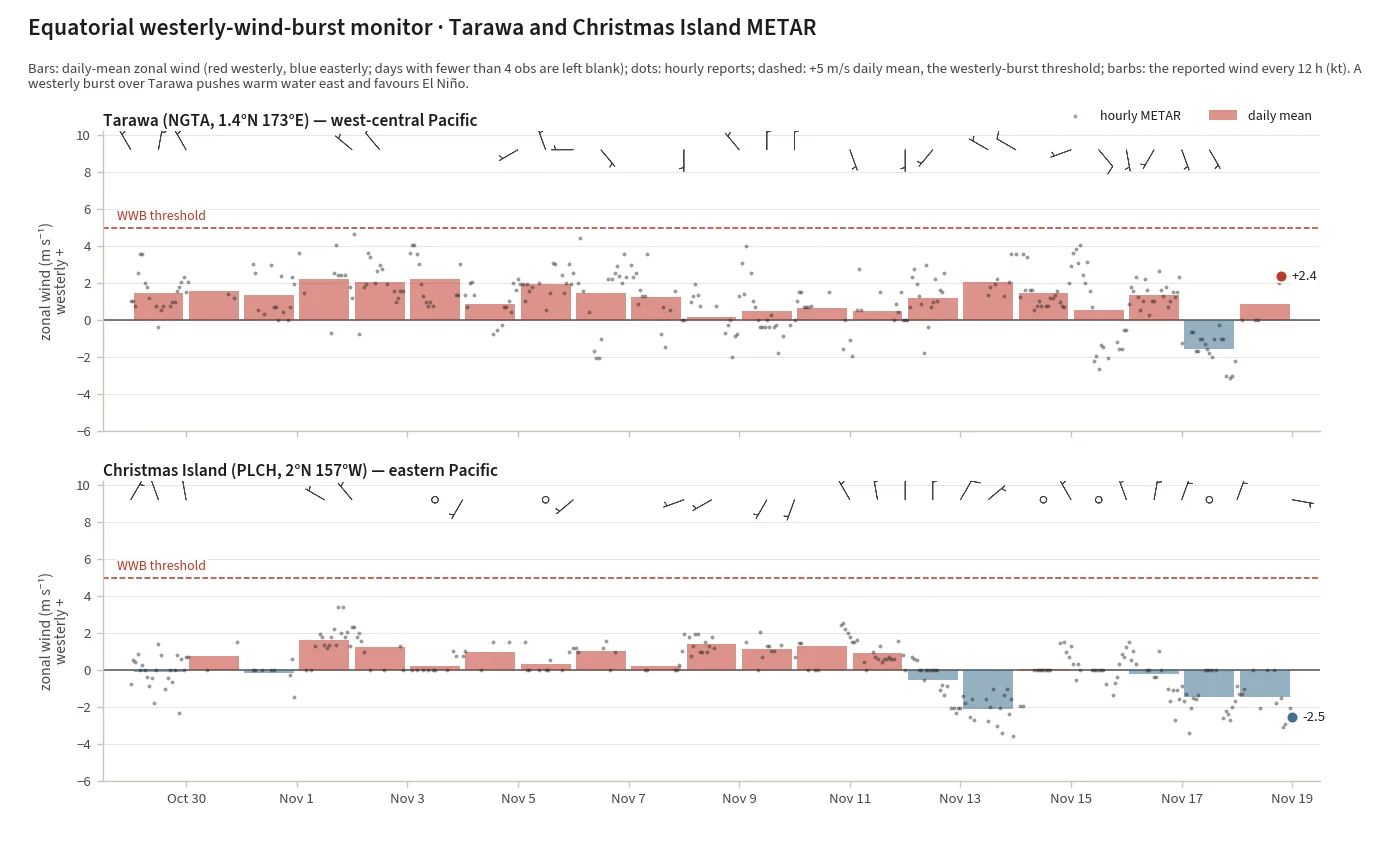 Equatorial westerly-wind-burst monitor · Tarawa and Christmas Island METAR
Bars: daily-mean zonal wind (red westerly, blue easterly; days with fewer than 4 obs are left blank); dots: hourly reports; dashed: +5 m/s daily mean, the westerly-burst threshold; barbs: the reported wind every 12 h (kt). A
westerly burst over Tarawa pushes warm water east and favours El Niño.
Tarawa (NGTA, 1.4°N 173°E) — west-central Pacific
hourly METAR
daily mean
10
8
6
4
2
0
−2
−4
−6
zonal wind (m s⁻¹)
westerly +
WWB threshold
+2.4
Christmas Island (PLCH, 2°N 157°W) — eastern Pacific
10
8
6
4
2
0
−2
−4
−6
zonal wind (m s⁻¹)
westerly +
WWB threshold
-2.5
Oct 30
Nov 1
Nov 3
Nov 5
Nov 7
Nov 9
Nov 11
Nov 13
Nov 15
Nov 17
Nov 19